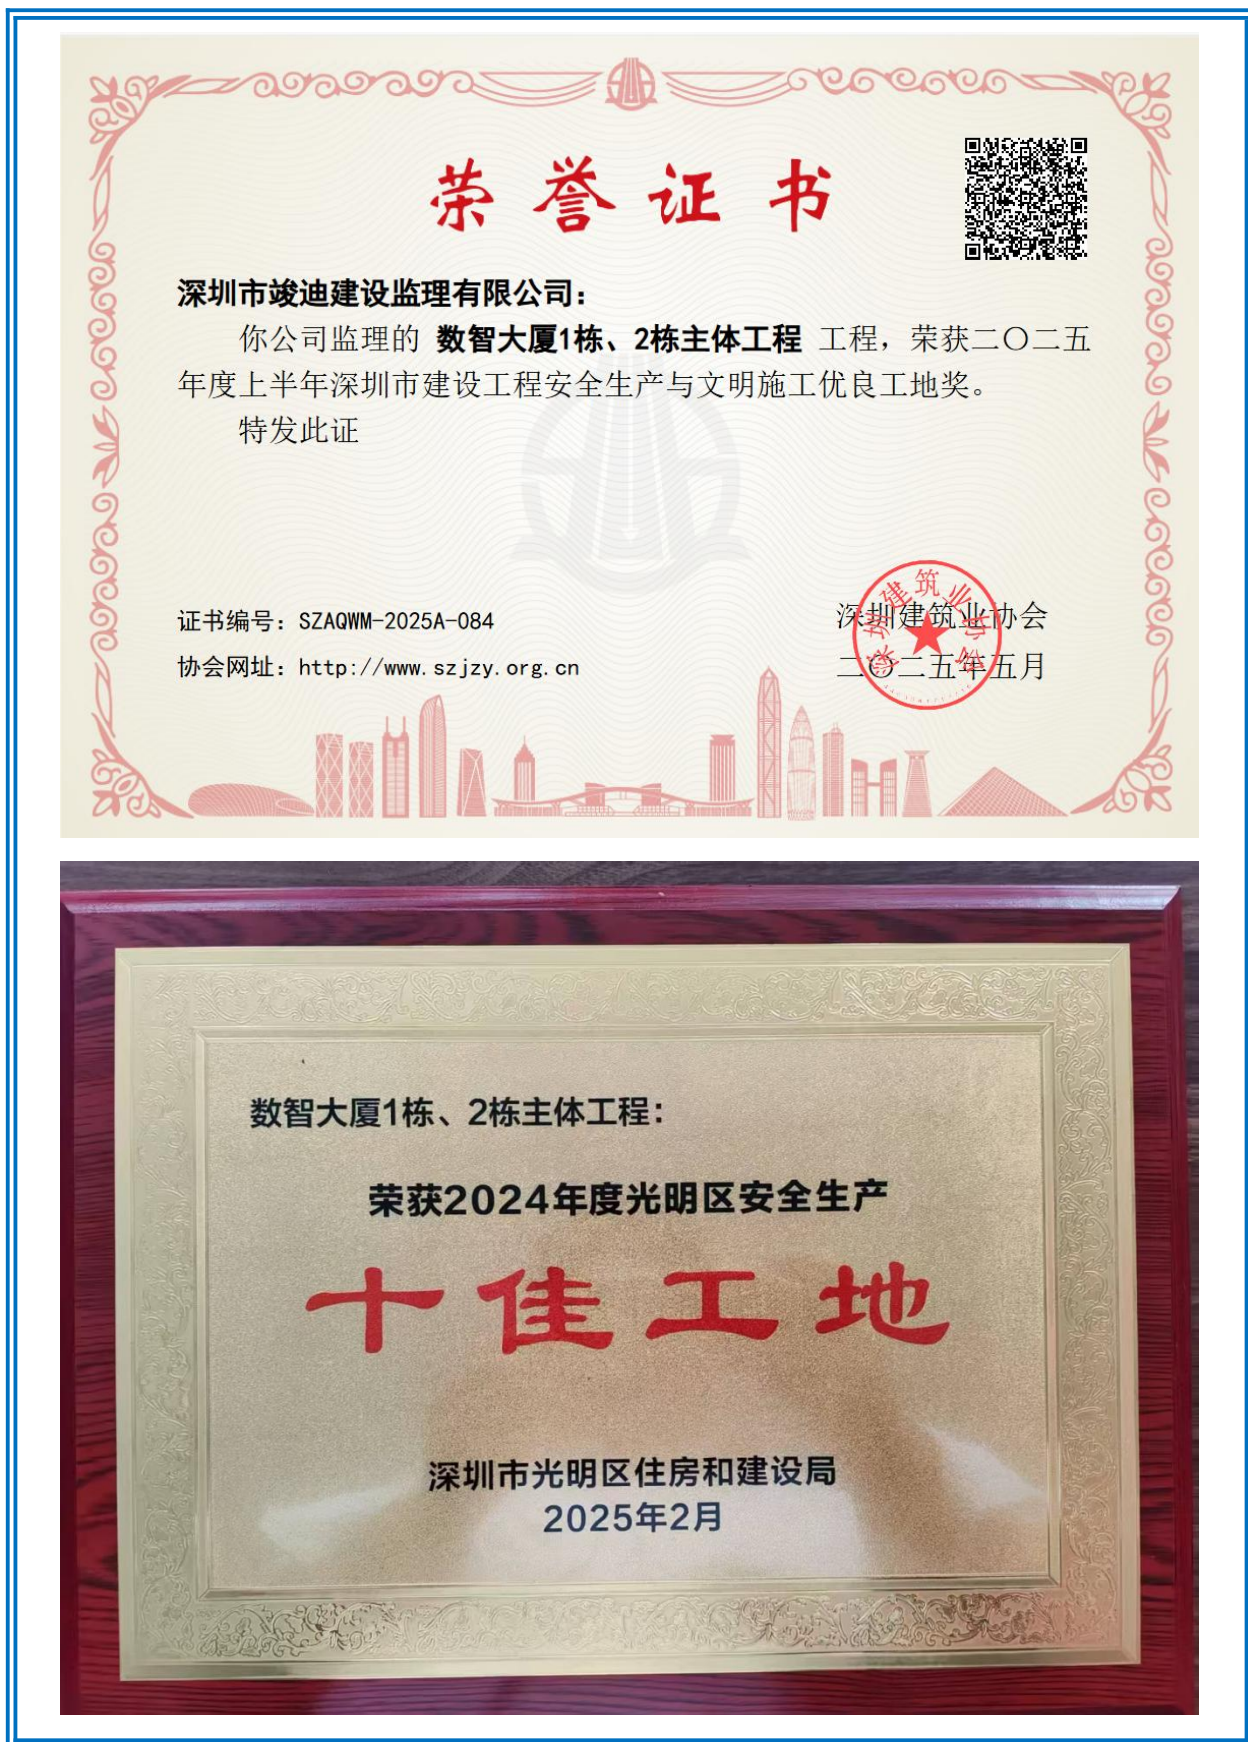 荣誉证书
深圳市竣迪建设监理有限公司：
你公司监理的 数智大厦1栋、2栋主体工程 工程，荣获二〇二五
年度上半年深圳市建设工程安全生产与文明施工优良工地奖。
特发此证
证书编号：SZAQWM-2025A-084
深圳建筑业协会
协会网址：http://www.szjzy.org.cn
二〇二五年五月
深圳建筑业协会
数智大厦1栋、2栋主体工程：
荣获2024年度光明区安全生产
十佳工地
深圳市光明区住房和建设局
2025年2月